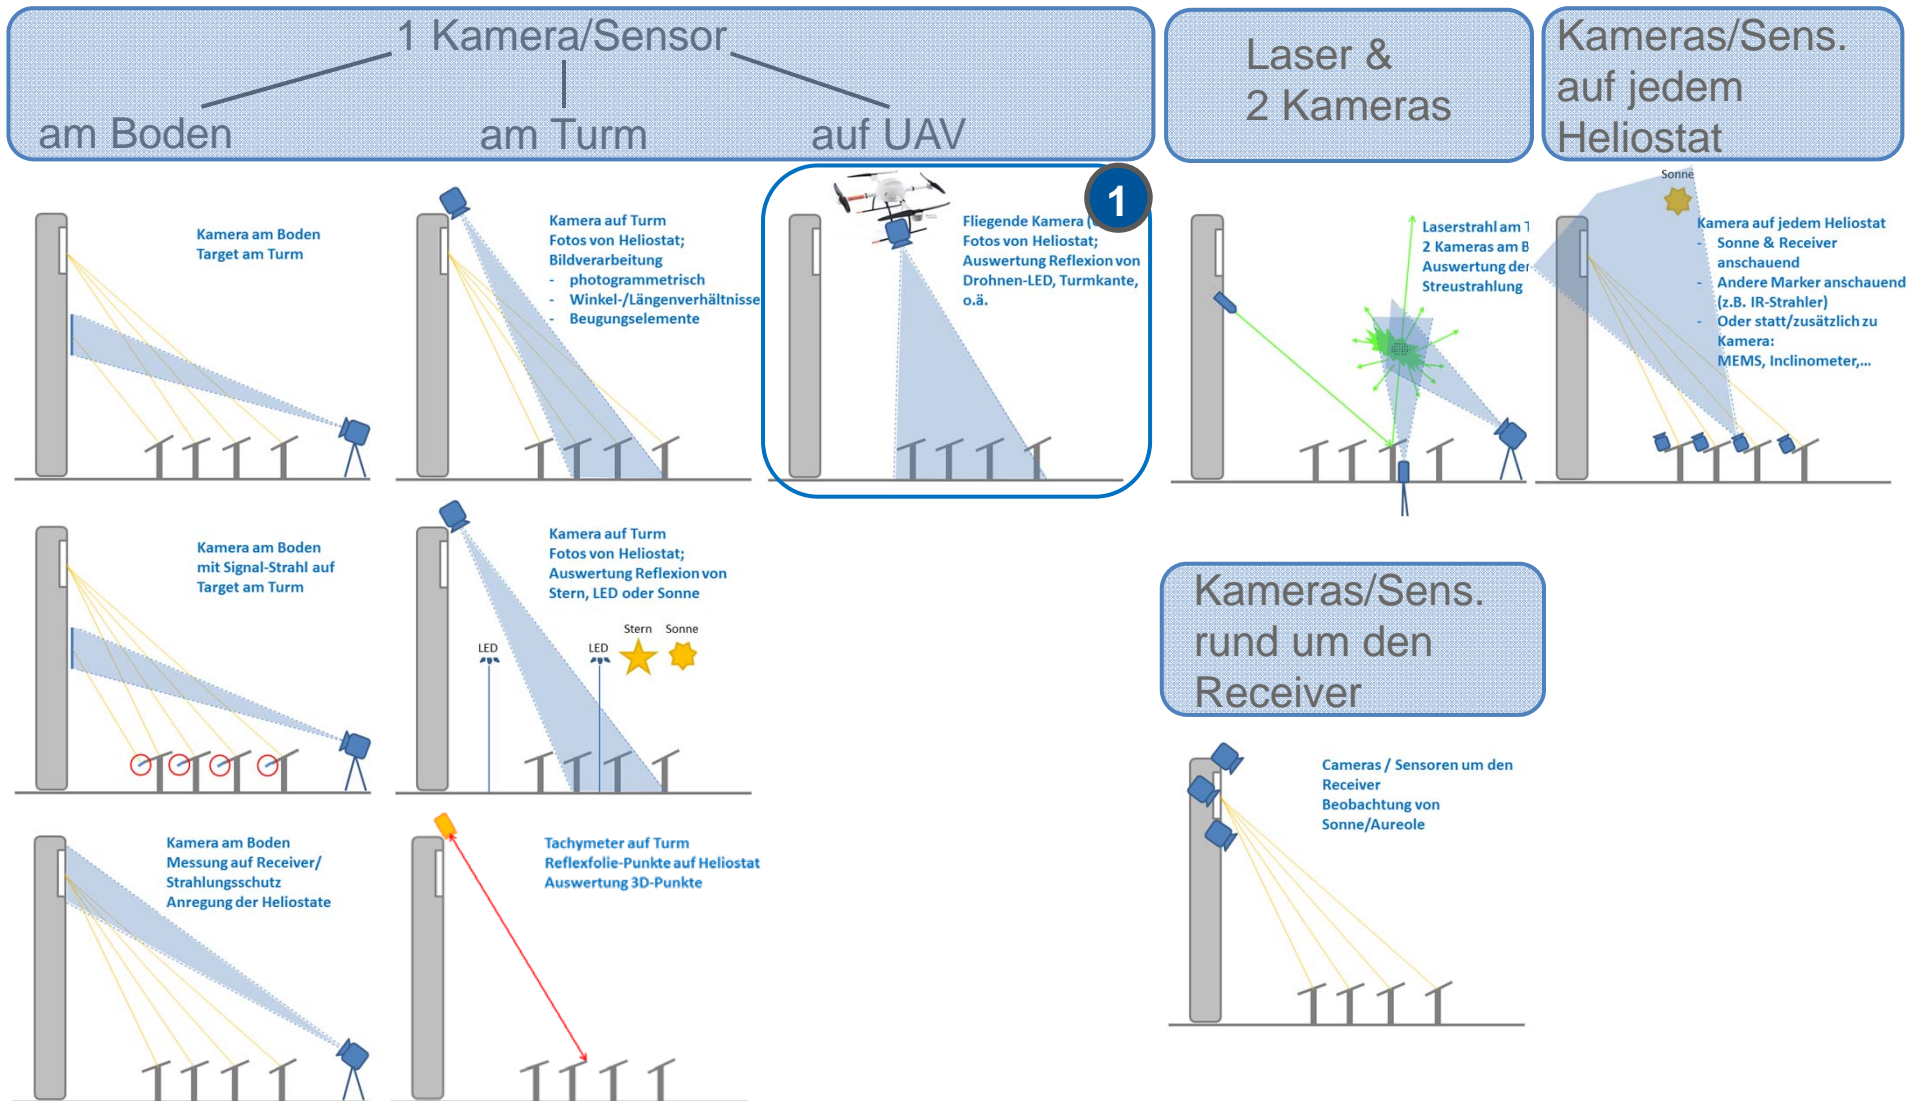 1 Kamera/Sensor
am Boden
am Turm
auf UAV
Laser &
2 Kameras
Kameras/Sens.
auf jedem
Heliostat
Kamera am Boden
Target am Turm
Kamera auf Turm
Fotos von Heliostat;
Bildverarbeitung
- photogrammetrisch
- Winkel-/Längenverhältnisse
- Beugungselemente
1
Fliegende Kamera
Fotos von Heliostat;
Auswertung Reflexion von
Drohnen-LED, Turmkante,
o.ä.
Laserstrahl am
2 Kameras am
Auswertung der
Streustrahlung
Sonne
Kamera auf jedem Heliostat
- Sonne & Receiver
anschauend
- Andere Marker anschauend
(z.B. IR-Strahler)
- Oder statt/zusätzlich zu
Kamera:
MEMS, Inclinometer,...
Kamera am Boden
mit Signal-Strahl auf
Target am Turm
Kamera auf Turm
Fotos von Heliostat;
Auswertung Reflexion von
Stern, LED oder Sonne
LED
LED
Stern
Sonne
Kameras/Sens.
rund um den
Receiver
Kamera am Boden
Messung auf Receiver/
Strahlungsschutz
Anregung der Heliostate
Tachymeter auf Turm
Reflexfolie-Punkte auf Heliostat
Auswertung 3D-Punkte
Cameras / Sensoren um den
Receiver
Beobachtung von
Sonne/Aureole